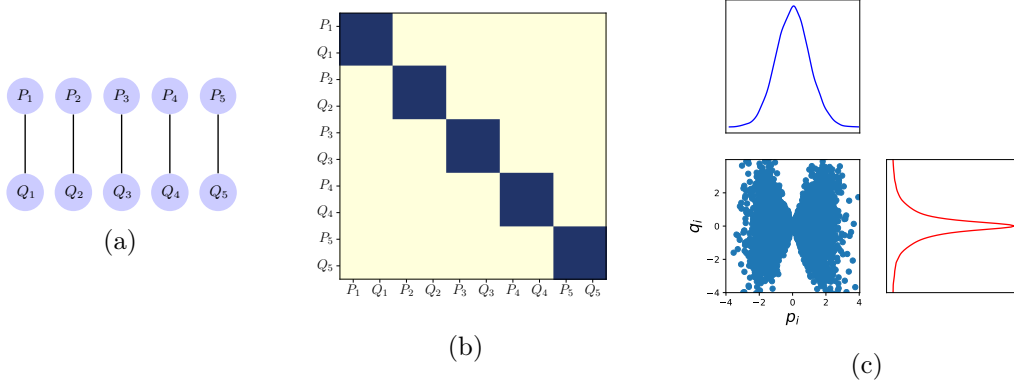 P₁ P₂ P₃ P₄ P₅
Q₁ Q₂ Q₃ Q₄ Q₅
(a)
P₁
Q₁
P₂
Q₂
P₃
Q₃
P₄
Q₄
P₅
Q₅
P₁ Q₁ P₂ Q₂ P₃ Q₃ P₄ Q₄ P₅ Q₅
(b)
qᵢ
2
0
−2
−4
−4 −2 0 2 4
pᵢ
(c)